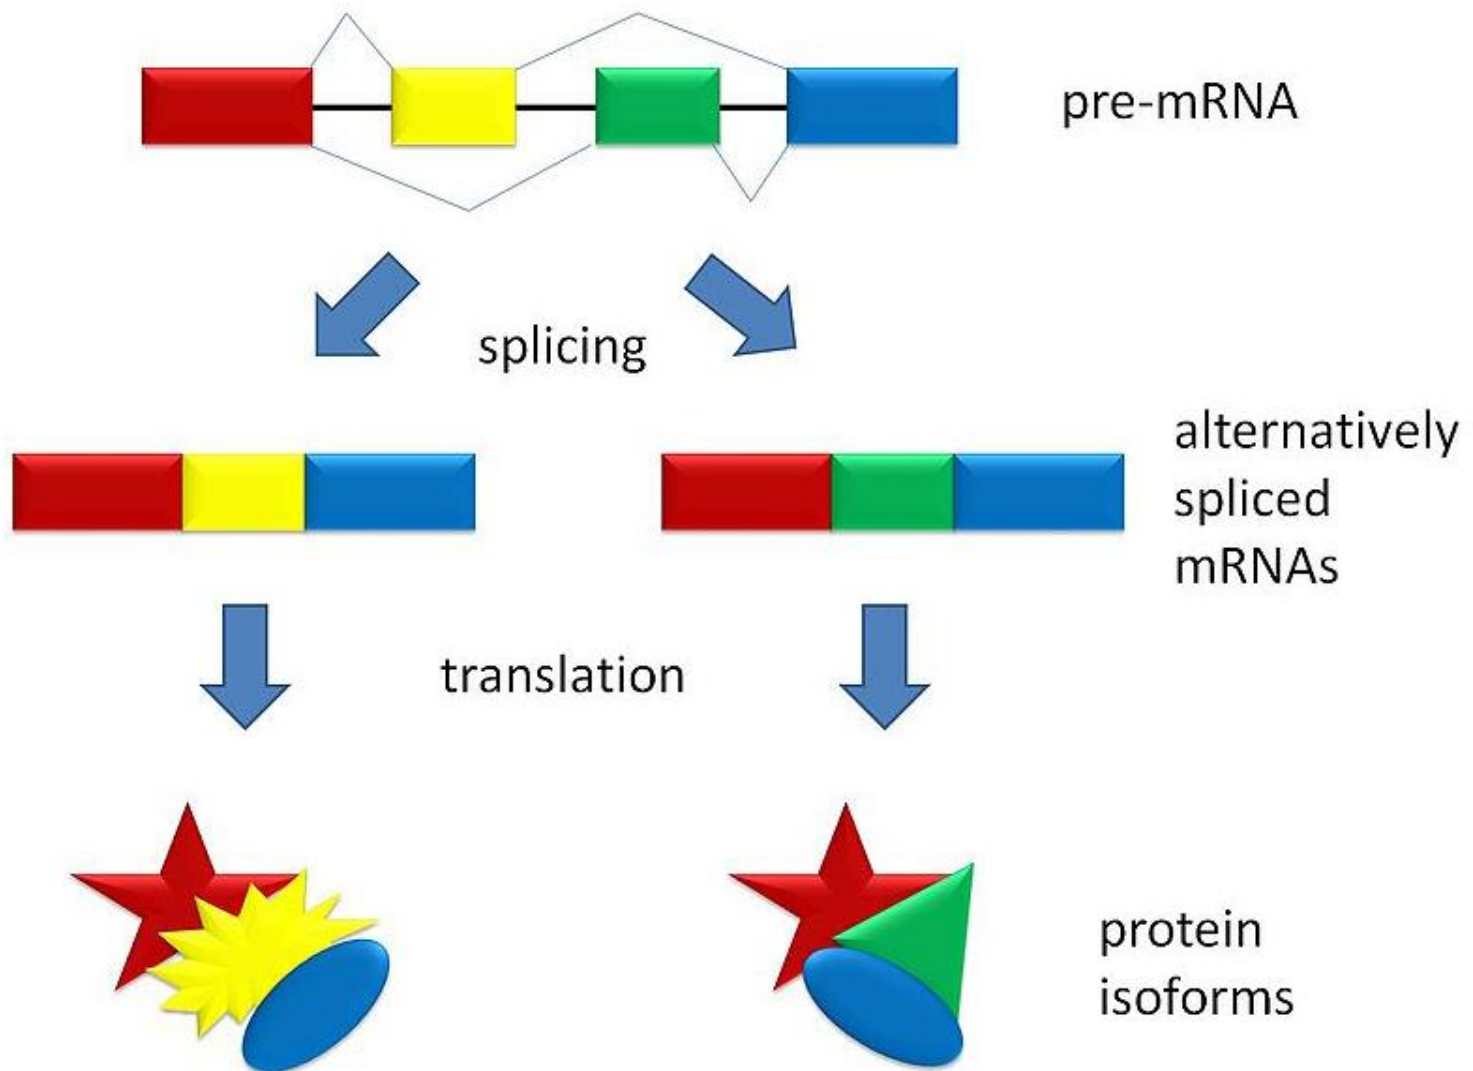 pre-mRNA
splicing
alternatively
spliced
mRNAs
translation
protein
isoforms